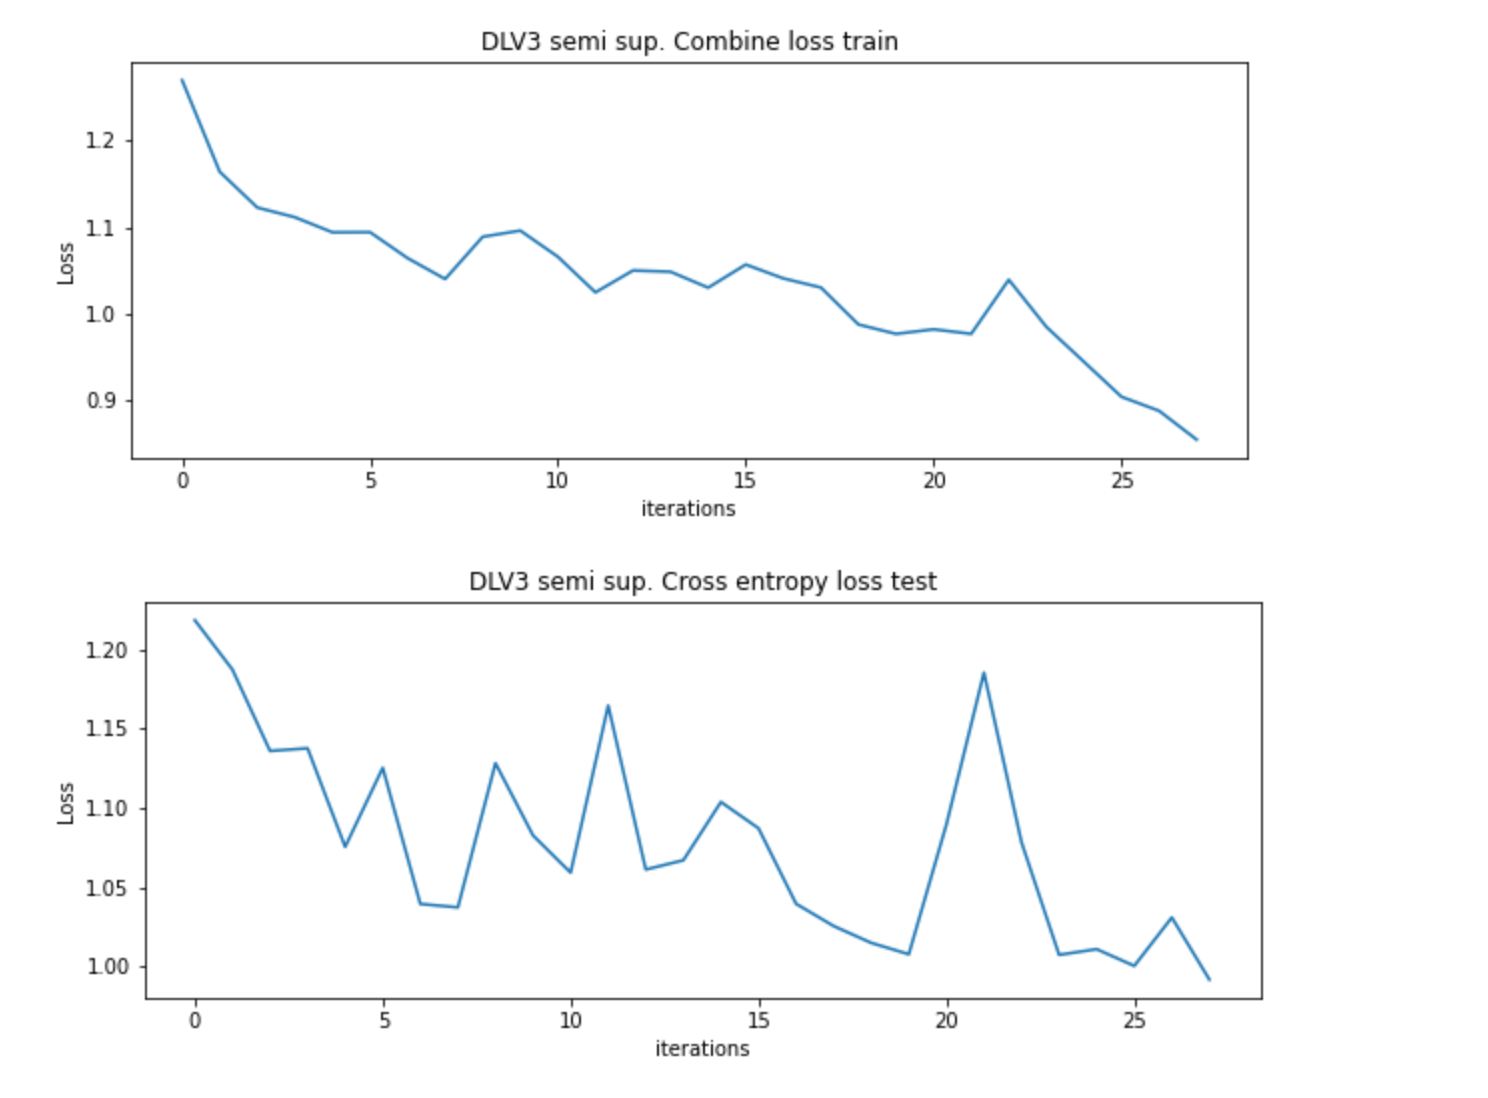 DLV3 semi sup. Combine loss train
1.2
1.1
1.0
0.9
Loss
0 5 10 15 20 25
iterations
DLV3 semi sup. Cross entropy loss test
1.20
1.15
1.10
1.05
1.00
Loss
0 5 10 15 20 25
iterations